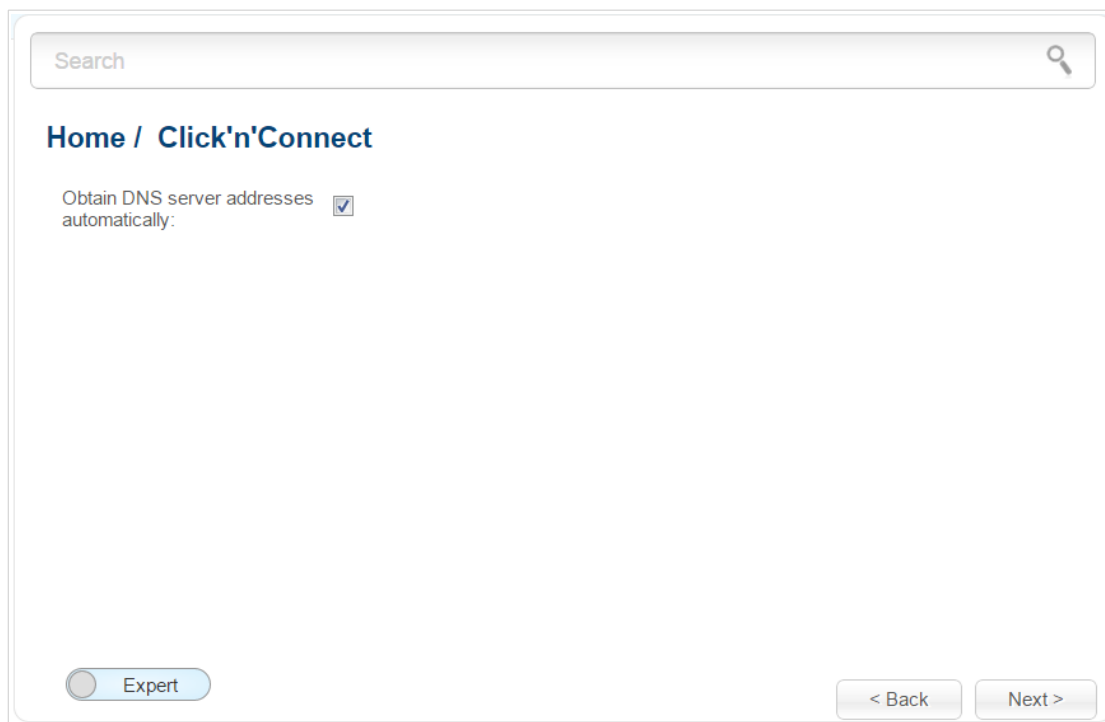 Search
Home / Click'n'Connect
Obtain DNS server addresses
automatically:
Expert
< Back
Next >